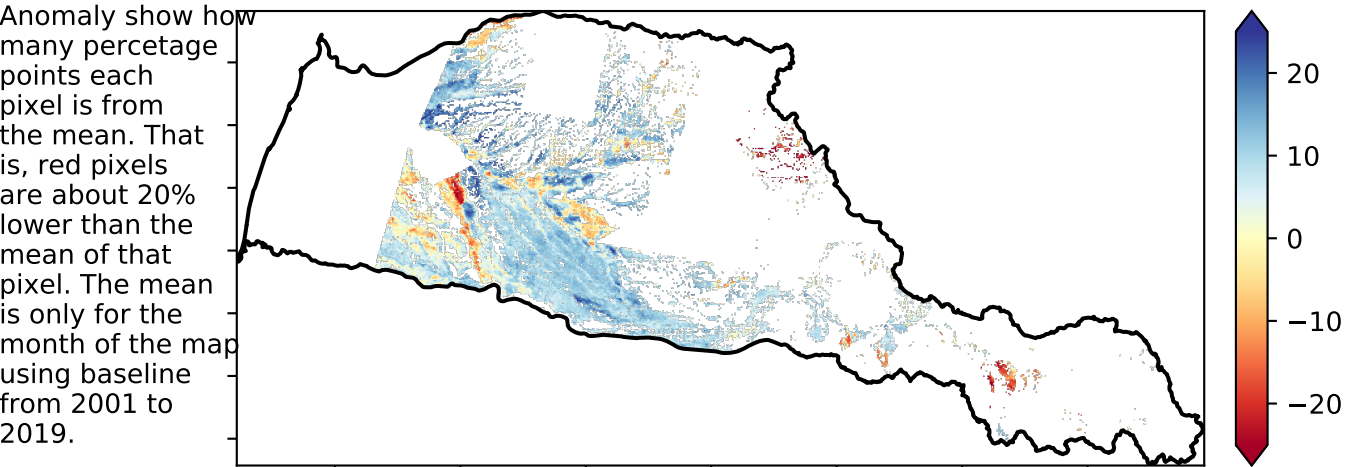 Anomaly show how
many percetage
points each
pixel is from
the mean. That
is, red pixels
are about 20%
lower than the
mean of that
pixel. The mean
is only for the
month of the map
using baseline
from 2001 to
2019.
20
10
0
−10
−20